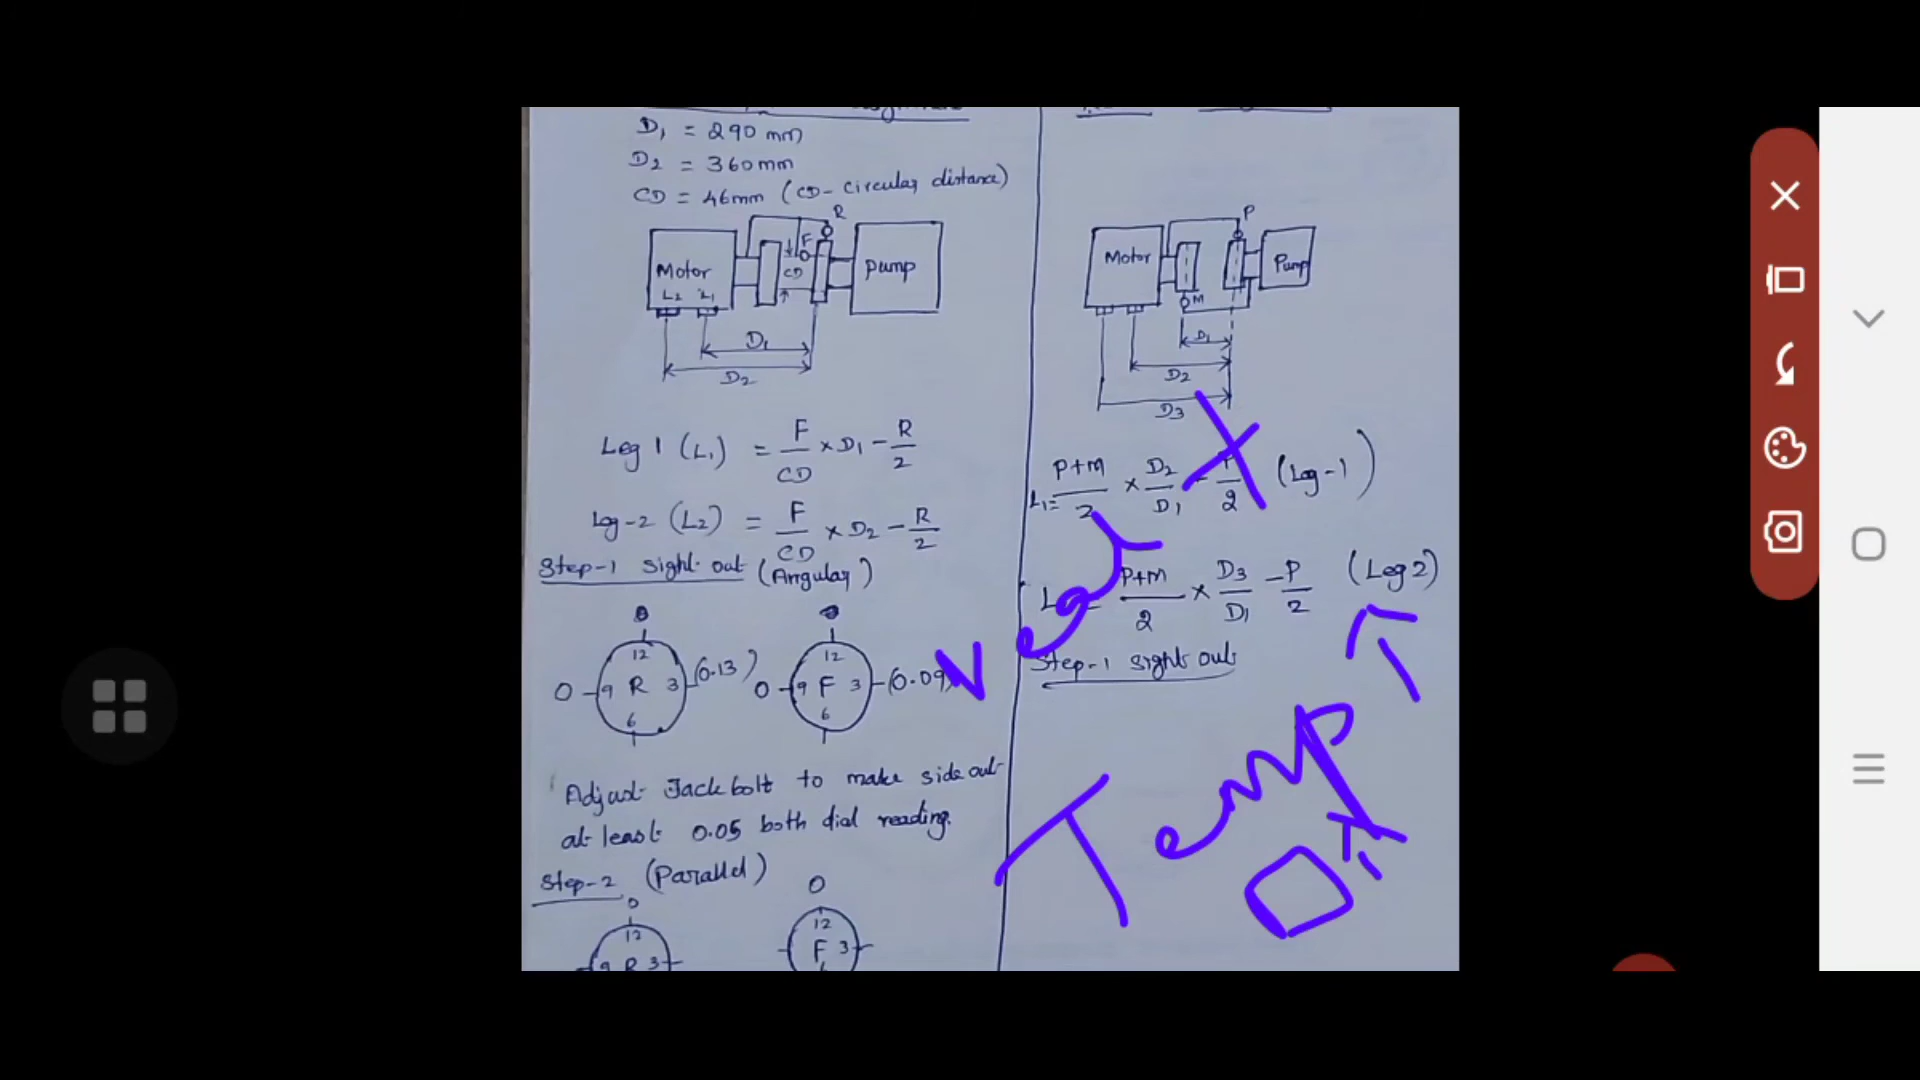 D₁ = 290 mm
D₂ = 360mm
CD = 46mm (CD - circular distance)
R
F
CD
Motor
L₂ L₁
pump
D₁
D₂
Leg 1 (L₁) = F/CD × D₁ - R/2
Leg-2 (L₂) = F/CD × D₂ - R/2
Step-1 sight out (Angular)
0 0
12 12
0 9 R 3 (0.13) 0 9 F 3 (0.09)
6 6
Adjust Jack bolt to make side out
at least 0.05 both dial reading.
Step-2 (Parallel)
0 0
12 12
9 R 3 F 3
P
Motor
Pump
M
D₁
D₂
D₃
L₁= P+M/2 × D₂/D₁ - P/2 (Leg-1)
L = P+M/2 × D₃/D₁ - P/2 (Leg 2)
Step-1 sight out
Temp